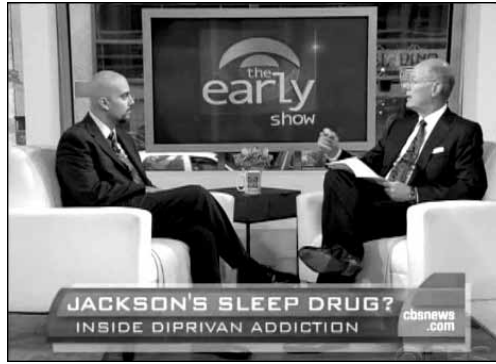 the
early
show
JACKSON'S SLEEP DRUG?
INSIDE DIPRIVAN ADDICTION
cbsnews
.com